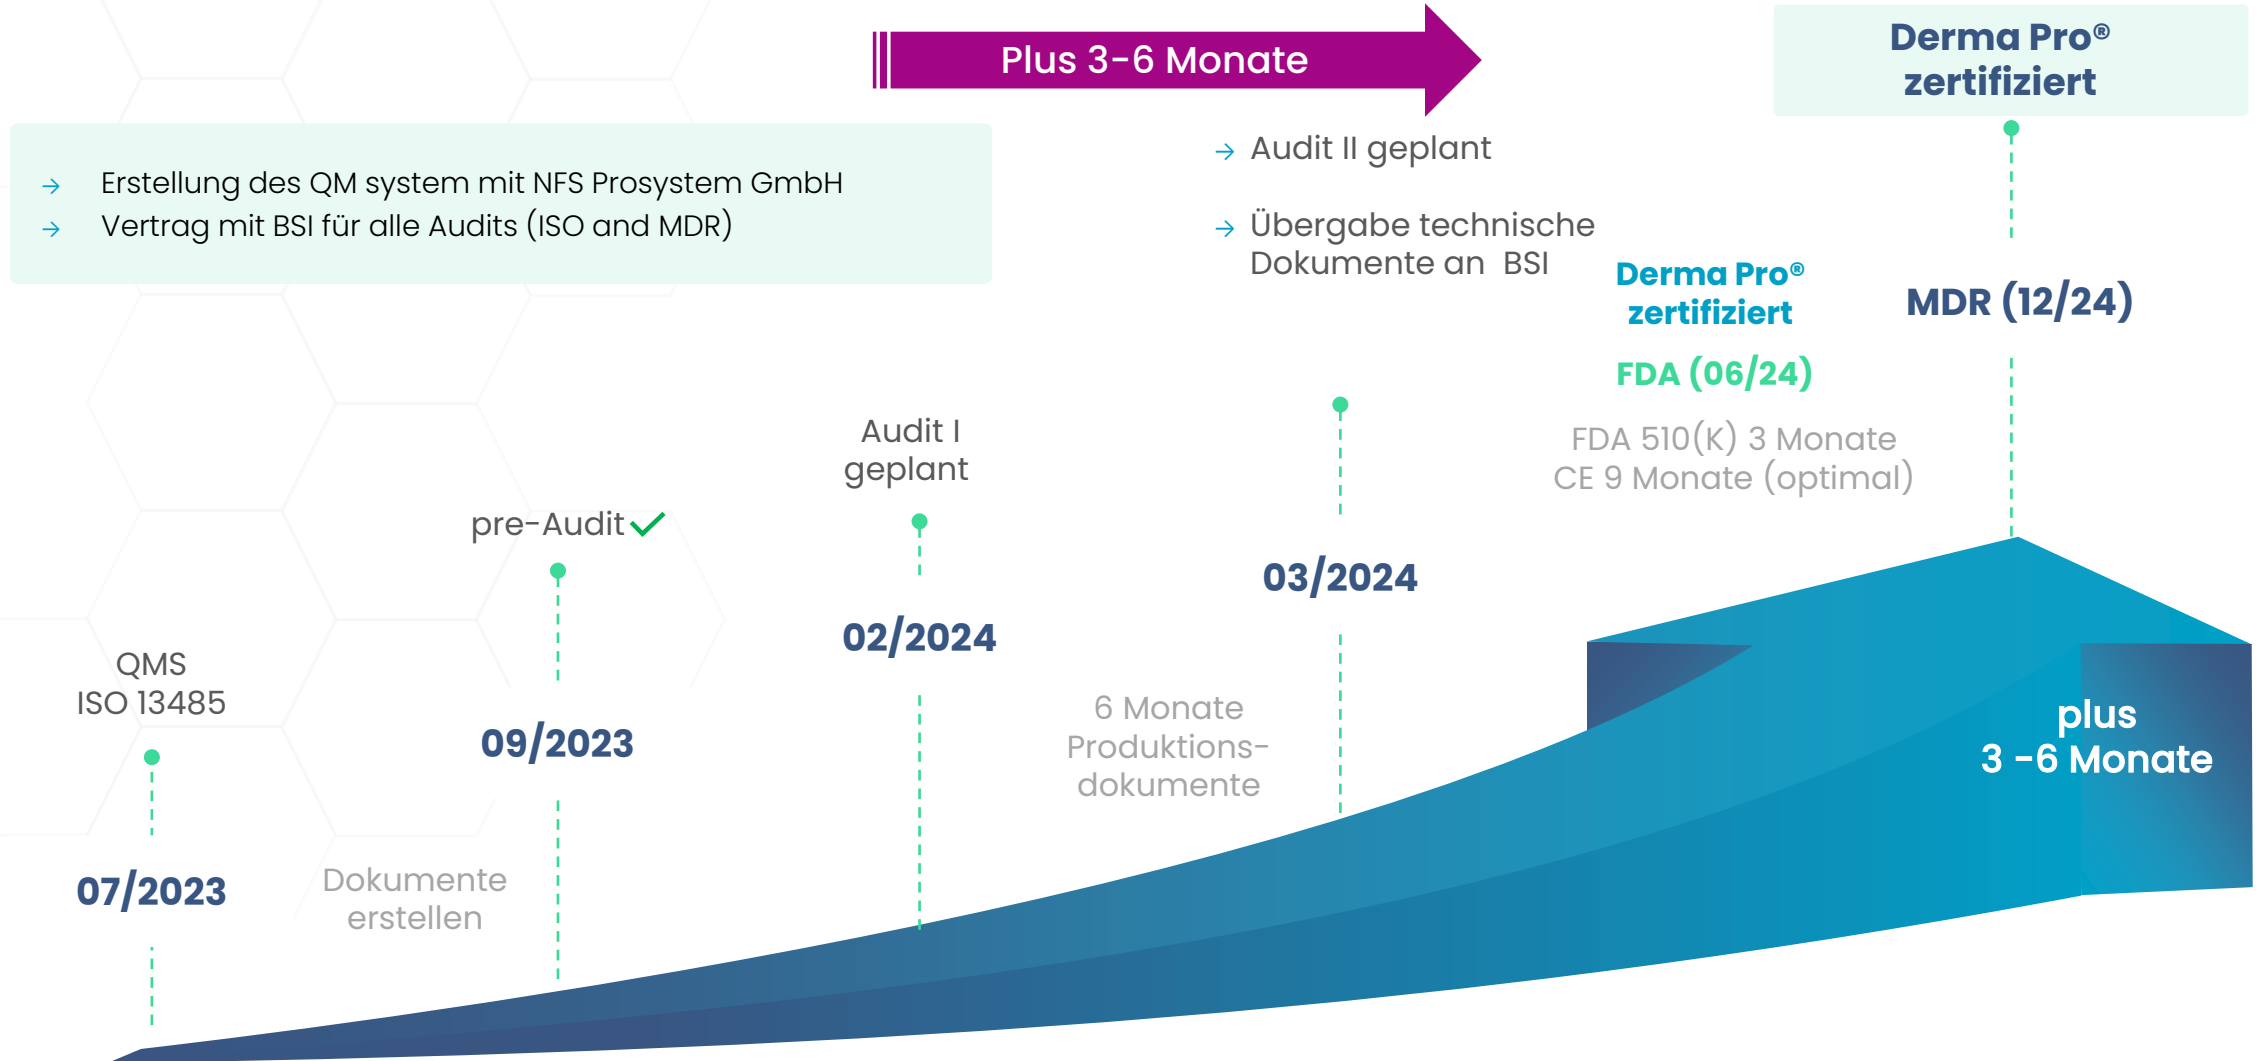 Plus 3-6 Monate
Derma Pro®
zertifiziert
→ Erstellung des QM system mit NFS Prosystem GmbH
→ Vertrag mit BSI für alle Audits (ISO and MDR)
→ Audit II geplant
→ Übergabe technische
Dokumente an BSI
Derma Pro®
zertifiziert
FDA (06/24)
FDA 510(K) 3 Monate
CE 9 Monate (optimal)
MDR (12/24)
Audit I
geplant
pre-Audit ✓
03/2024
02/2024
QMS
ISO 13485
09/2023
6 Monate
Produktions-
dokumente
plus
3 -6 Monate
07/2023
Dokumente
erstellen